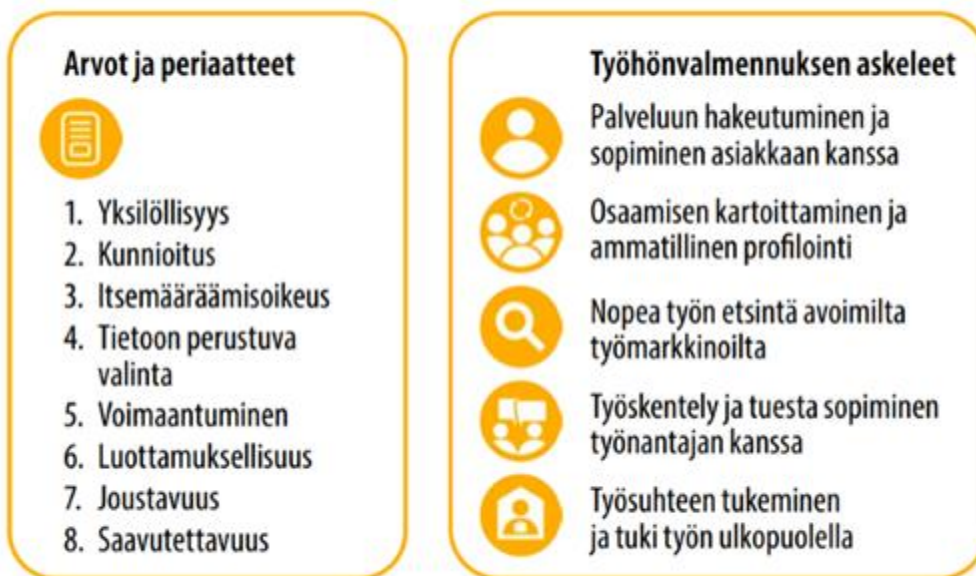 Arvot ja periaatteet
1. Yksilöllisyys
2. Kunnioitus
3. Itsemääräämisoikeus
4. Tietoon perustuva
valinta
5. Voimaantuminen
6. Luottamuksellisuus
7. Joustavuus
8. Saavutettavuus
Työhönvalmennuksen askeleet
Palveluun hakeutuminen ja
sopiminen asiakkaan kanssa
Osaamisen kartoittaminen ja
ammatillinen profilointi
Nopea työn etsintä avoimilta
työmarkkinoilta
Työskentely ja tuesta sopiminen
työnantajan kanssa
Työsuhteen tukeminen
ja tuki työn ulkopuolella